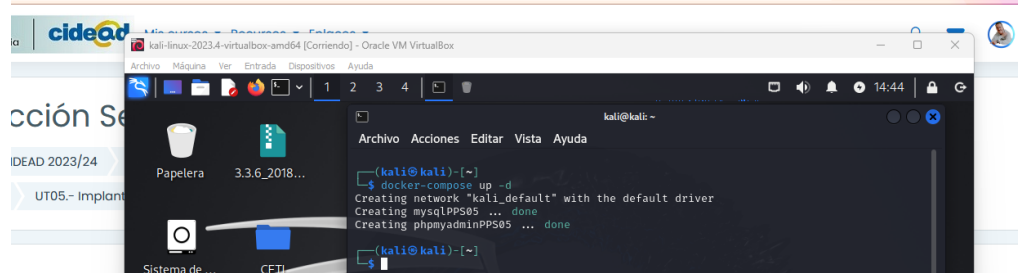 ia
cidead
Mis cursos Recursos Enlaces
kali-linux-2023.4-virtualbox-amd64 [Corriendo] - Oracle VM VirtualBox
Archivo Máquina Ver Entrada Dispositivos Ayuda
1 2 3 4
14:44
cción Se
kali@kali: ~
Archivo Acciones Editar Vista Ayuda
IDEAD 2023/24
Papelera
3.3.6_2018...
UT05.- Implant
(kali㉿kali)-[~]
$ docker-compose up -d
Creating network "kali_default" with the default driver
Creating mysqlPPS05 ... done
Creating phpmyadminPPS05 ... done
(kali㉿kali)-[~]
$
Sistema de ...
CETI